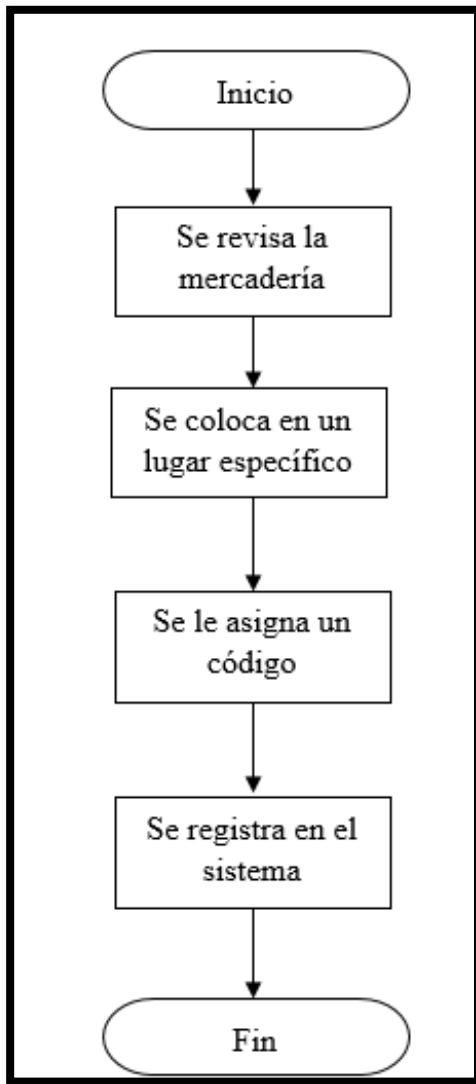 Inicio
Se revisa la
mercadería
Se coloca en un
lugar específico
Se le asigna un
código
Se registra en el
sistema
Fin